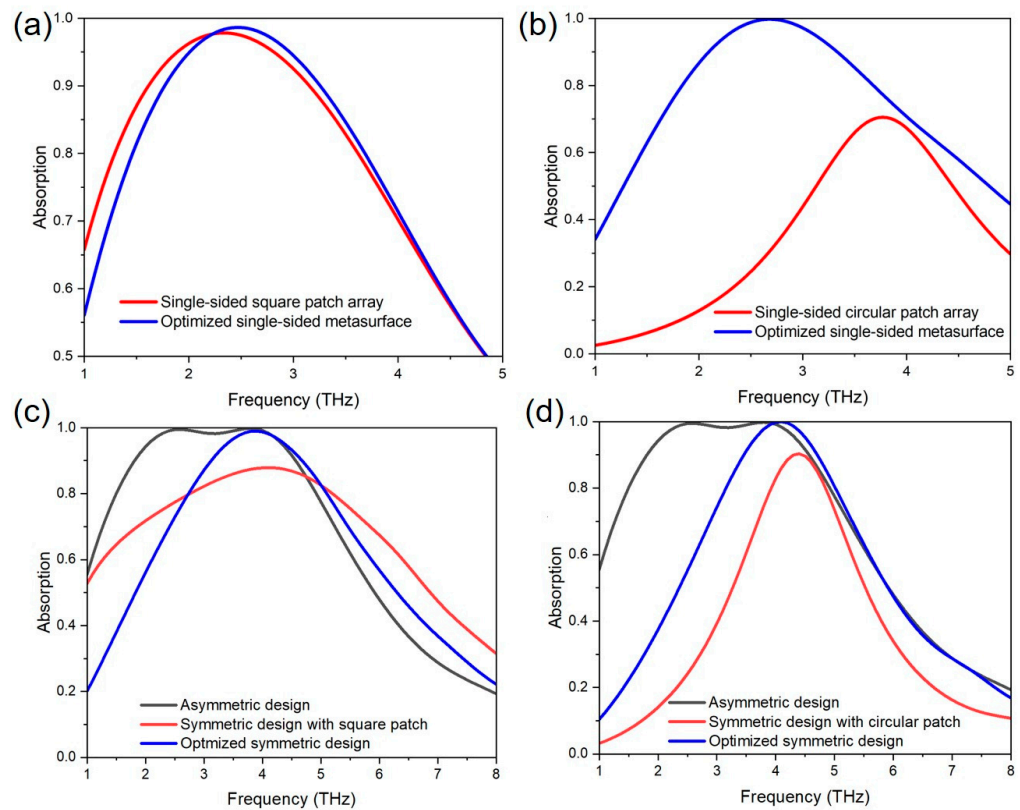 (a)
1.0
0.9
0.8
0.7
0.6
0.5
Absorption
Single-sided square patch array
Optimized single-sided metasurface
1 2 3 4 5
Frequency (THz)
(b)
1.0
0.8
0.6
0.4
0.2
0.0
Absorption
Single-sided circular patch array
Optimized single-sided metasurface
1 2 3 4 5
Frequency (THz)
(c)
1.0
0.8
0.6
0.4
0.2
0.0
Absorption
Asymmetric design
Symmetric design with square patch
Optmized symmetric design
1 2 3 4 5 6 7 8
Frequency (THz)
(d)
1.0
0.8
0.6
0.4
0.2
0.0
Absorption
Asymmetric design
Symmetric design with circular patch
Optimized symmetric design
1 2 3 4 5 6 7 8
Frequency (THz)